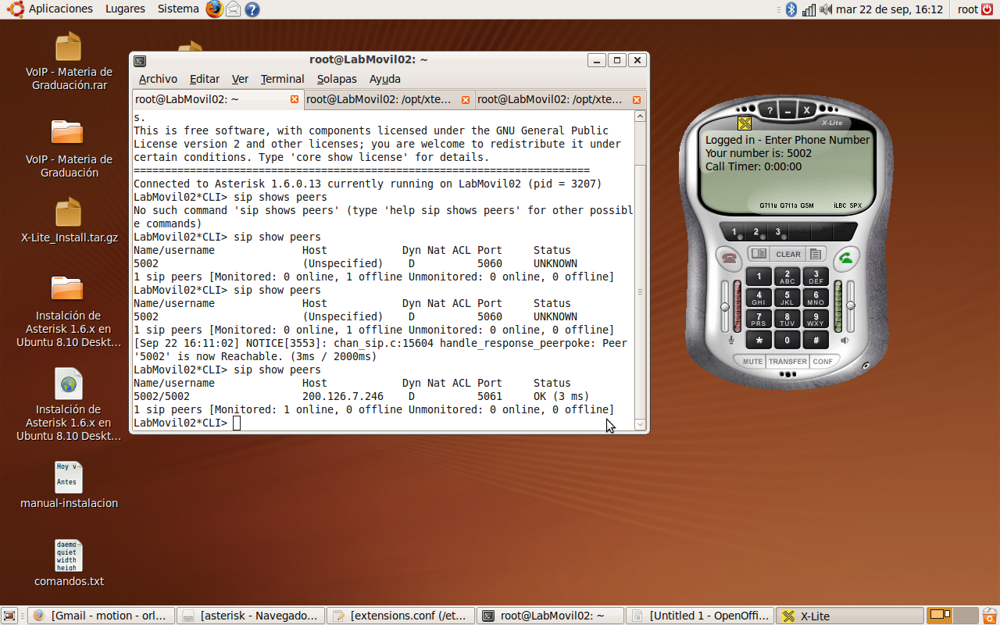 Aplicaciones Lugares Sistema
mar 22 de sep, 16:12
root
VoIP - Materia de
Graduación.rar
VoIP - Materia de
Graduación
X-Lite_Install.tar.gz
Instalción de
Asterisk 1.6.x en
Ubuntu 8.10 Deskt...
Instalción de
Asterisk 1.6.x en
Ubuntu 8.10 Deskt...
Hoy v
Antes
manual-instalacion
daemo
quiet
width
heigh
comandos.txt
root@LabMovil02: ~
Archivo Editar Ver Terminal Solapas Ayuda
root@LabMovil02: ~
root@LabMovil02: /opt/xte...
root@LabMovil02: /opt/xte...
s.
This is free software, with components licensed under the GNU General Public
License version 2 and other licenses; you are welcome to redistribute it under
certain conditions. Type 'core show license' for details.
=========================================================================
Connected to Asterisk 1.6.0.13 currently running on LabMovil02 (pid = 3207)
LabMovil02*CLI> sip shows peers
No such command 'sip shows peers' (type 'help sip shows peers' for other possibl
e commands)
LabMovil02*CLI> sip show peers
Name/username Host Dyn Nat ACL Port Status
5002 (Unspecified) D 5060 UNKNOWN
1 sip peers [Monitored: 0 online, 1 offline Unmonitored: 0 online, 0 offline]
LabMovil02*CLI> sip show peers
Name/username Host Dyn Nat ACL Port Status
5002 (Unspecified) D 5060 UNKNOWN
1 sip peers [Monitored: 0 online, 1 offline Unmonitored: 0 online, 0 offline]
[Sep 22 16:11:02] NOTICE[3553]: chan_sip.c:15604 handle_response_peerpoke: Peer
'5002' is now Reachable. (3ms / 2000ms)
LabMovil02*CLI> sip show peers
Name/username Host Dyn Nat ACL Port Status
5002/5002 200.126.7.246 D 5061 OK (3 ms)
1 sip peers [Monitored: 1 online, 0 offline Unmonitored: 0 online, 0 offline]
LabMovil02*CLI>
? - X
X-Lite
Logged in - Enter Phone Number
Your number is: 5002
Call Timer: 0:00:00
G711u G711a GSM iLBC SPX
1 2 3
CLEAR
1 2 ABC 3 DEF
4 GHI 5 JKL 6 MNO
7 PRS 8 TUV 9 WXY
* 0 #
MUTE TRANSFER CONF
[Gmail - motion - orl...
[asterisk - Navegado...
[extensions.conf (/et...
root@LabMovil02: ~
[Untitled 1 - OpenOffi...
X-Lite